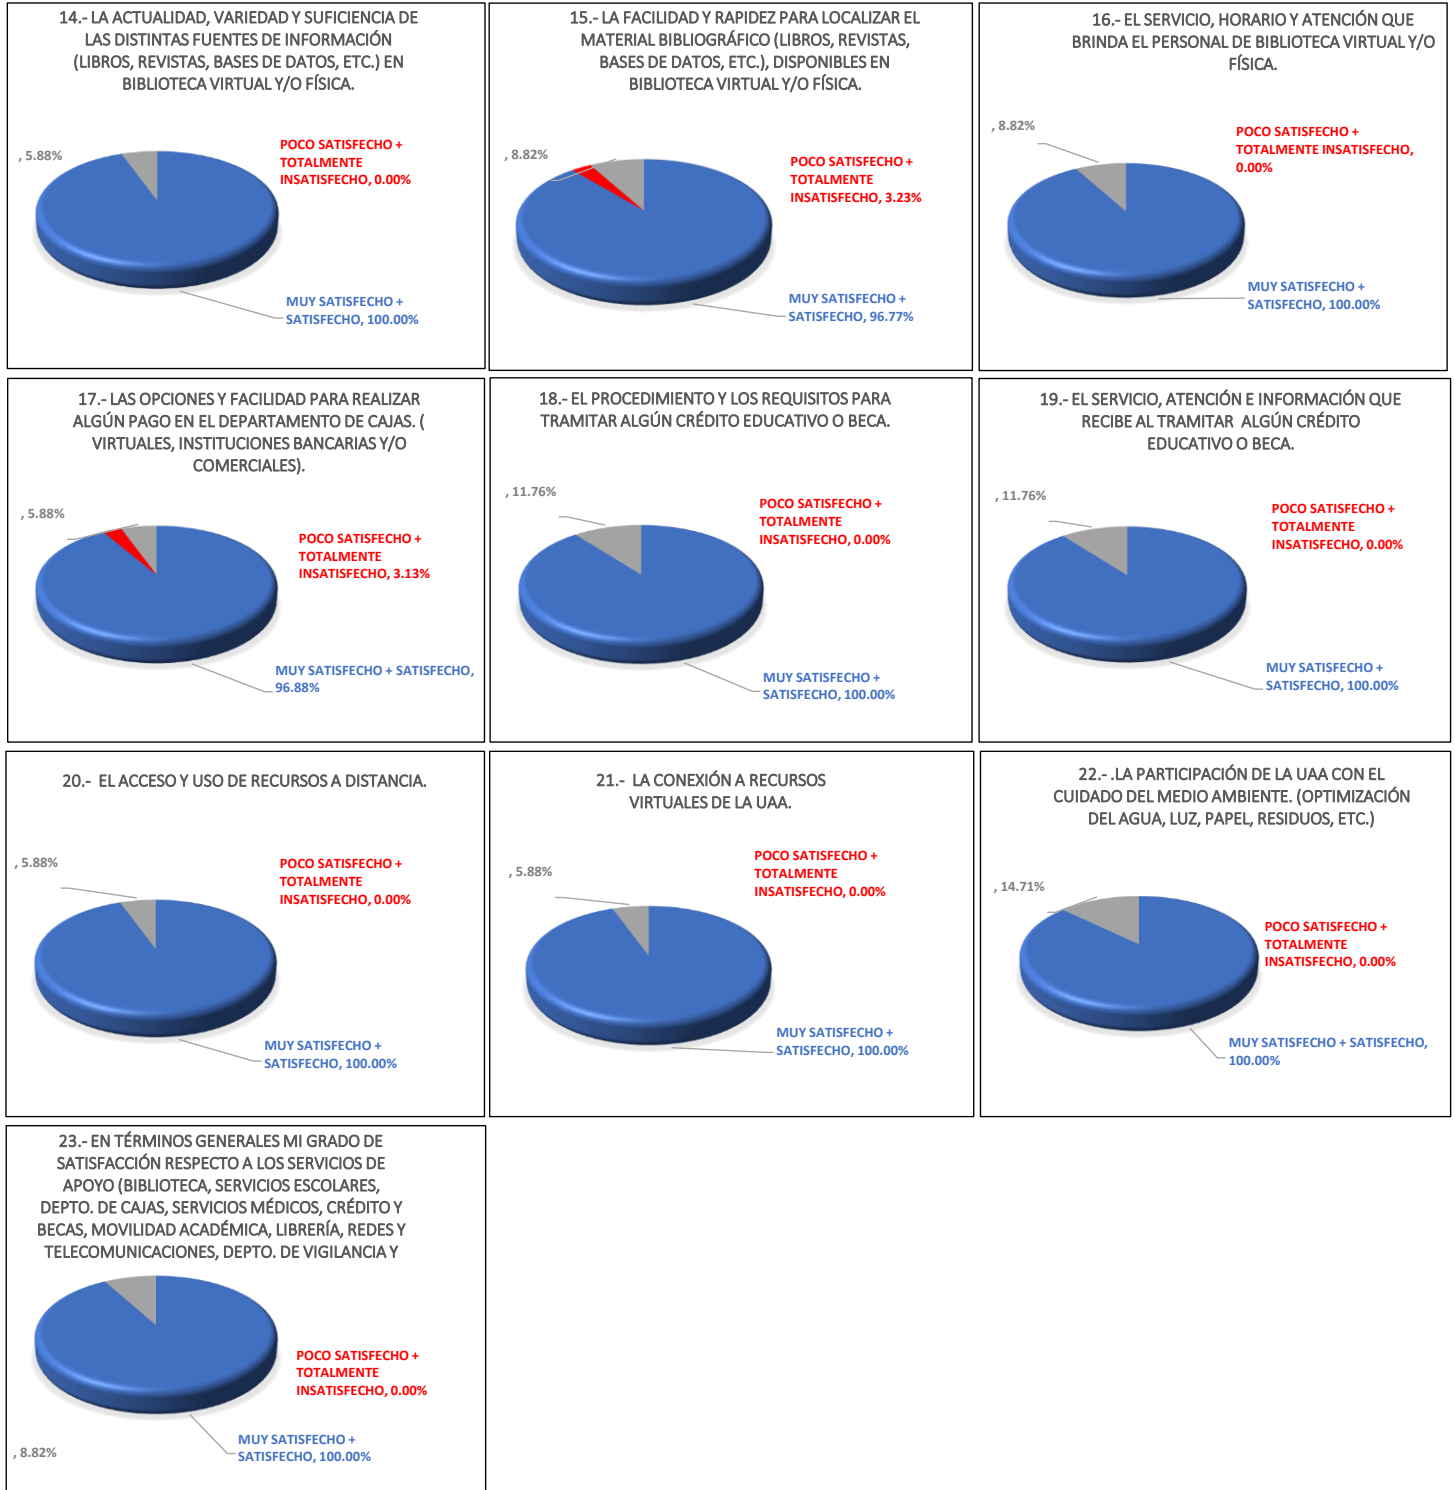 14.- LA ACTUALIDAD, VARIEDAD Y SUFICIENCIA DE
LAS DISTINTAS FUENTES DE INFORMACIÓN
(LIBROS, REVISTAS, BASES DE DATOS, ETC.) EN
BIBLIOTECA VIRTUAL Y/O FÍSICA.
, 5.88%
POCO SATISFECHO +
TOTALMENTE
INSATISFECHO, 0.00%
MUY SATISFECHO +
SATISFECHO, 100.00%
15.- LA FACILIDAD Y RAPIDEZ PARA LOCALIZAR EL
MATERIAL BIBLIOGRÁFICO (LIBROS, REVISTAS,
BASES DE DATOS, ETC.), DISPONIBLES EN
BIBLIOTECA VIRTUAL Y/O FÍSICA.
, 8.82%
POCO SATISFECHO +
TOTALMENTE
INSATISFECHO, 3.23%
MUY SATISFECHO +
SATISFECHO, 96.77%
16.- EL SERVICIO, HORARIO Y ATENCIÓN QUE
BRINDA EL PERSONAL DE BIBLIOTECA VIRTUAL Y/O
FÍSICA.
, 8.82%
POCO SATISFECHO +
TOTALMENTE INSATISFECHO,
0.00%
MUY SATISFECHO +
SATISFECHO, 100.00%
17.- LAS OPCIONES Y FACILIDAD PARA REALIZAR
ALGÚN PAGO EN EL DEPARTAMENTO DE CAJAS. (
VIRTUALES, INSTITUCIONES BANCARIAS Y/O
COMERCIALES).
, 5.88%
POCO SATISFECHO +
TOTALMENTE
INSATISFECHO, 3.13%
MUY SATISFECHO + SATISFECHO,
96.88%
18.- EL PROCEDIMIENTO Y LOS REQUISITOS PARA
TRAMITAR ALGÚN CRÉDITO EDUCATIVO O BECA.
, 11.76%
POCO SATISFECHO +
TOTALMENTE
INSATISFECHO, 0.00%
MUY SATISFECHO +
SATISFECHO, 100.00%
19.- EL SERVICIO, ATENCIÓN E INFORMACIÓN QUE
RECIBE AL TRAMITAR ALGÚN CRÉDITO
EDUCATIVO O BECA.
, 11.76%
POCO SATISFECHO +
TOTALMENTE
INSATISFECHO, 0.00%
MUY SATISFECHO +
SATISFECHO, 100.00%
20.- EL ACCESO Y USO DE RECURSOS A DISTANCIA.
, 5.88%
POCO SATISFECHO +
TOTALMENTE
INSATISFECHO, 0.00%
MUY SATISFECHO +
SATISFECHO, 100.00%
21.- LA CONEXIÓN A RECURSOS
VIRTUALES DE LA UAA.
, 5.88%
POCO SATISFECHO +
TOTALMENTE
INSATISFECHO, 0.00%
MUY SATISFECHO +
SATISFECHO, 100.00%
22.- .LA PARTICIPACIÓN DE LA UAA CON EL
CUIDADO DEL MEDIO AMBIENTE. (OPTIMIZACIÓN
DEL AGUA, LUZ, PAPEL, RESIDUOS, ETC.)
, 14.71%
POCO SATISFECHO +
TOTALMENTE
INSATISFECHO, 0.00%
MUY SATISFECHO + SATISFECHO,
100.00%
23.- EN TÉRMINOS GENERALES MI GRADO DE
SATISFACCIÓN RESPECTO A LOS SERVICIOS DE
APOYO (BIBLIOTECA, SERVICIOS ESCOLARES,
DEPTO. DE CAJAS, SERVICIOS MÉDICOS, CRÉDITO Y
BECAS, MOVILIDAD ACADÉMICA, LIBRERÍA, REDES Y
TELECOMUNICACIONES, DEPTO. DE VIGILANCIA Y
POCO SATISFECHO +
TOTALMENTE
INSATISFECHO, 0.00%
MUY SATISFECHO +
SATISFECHO, 100.00%
, 8.82%